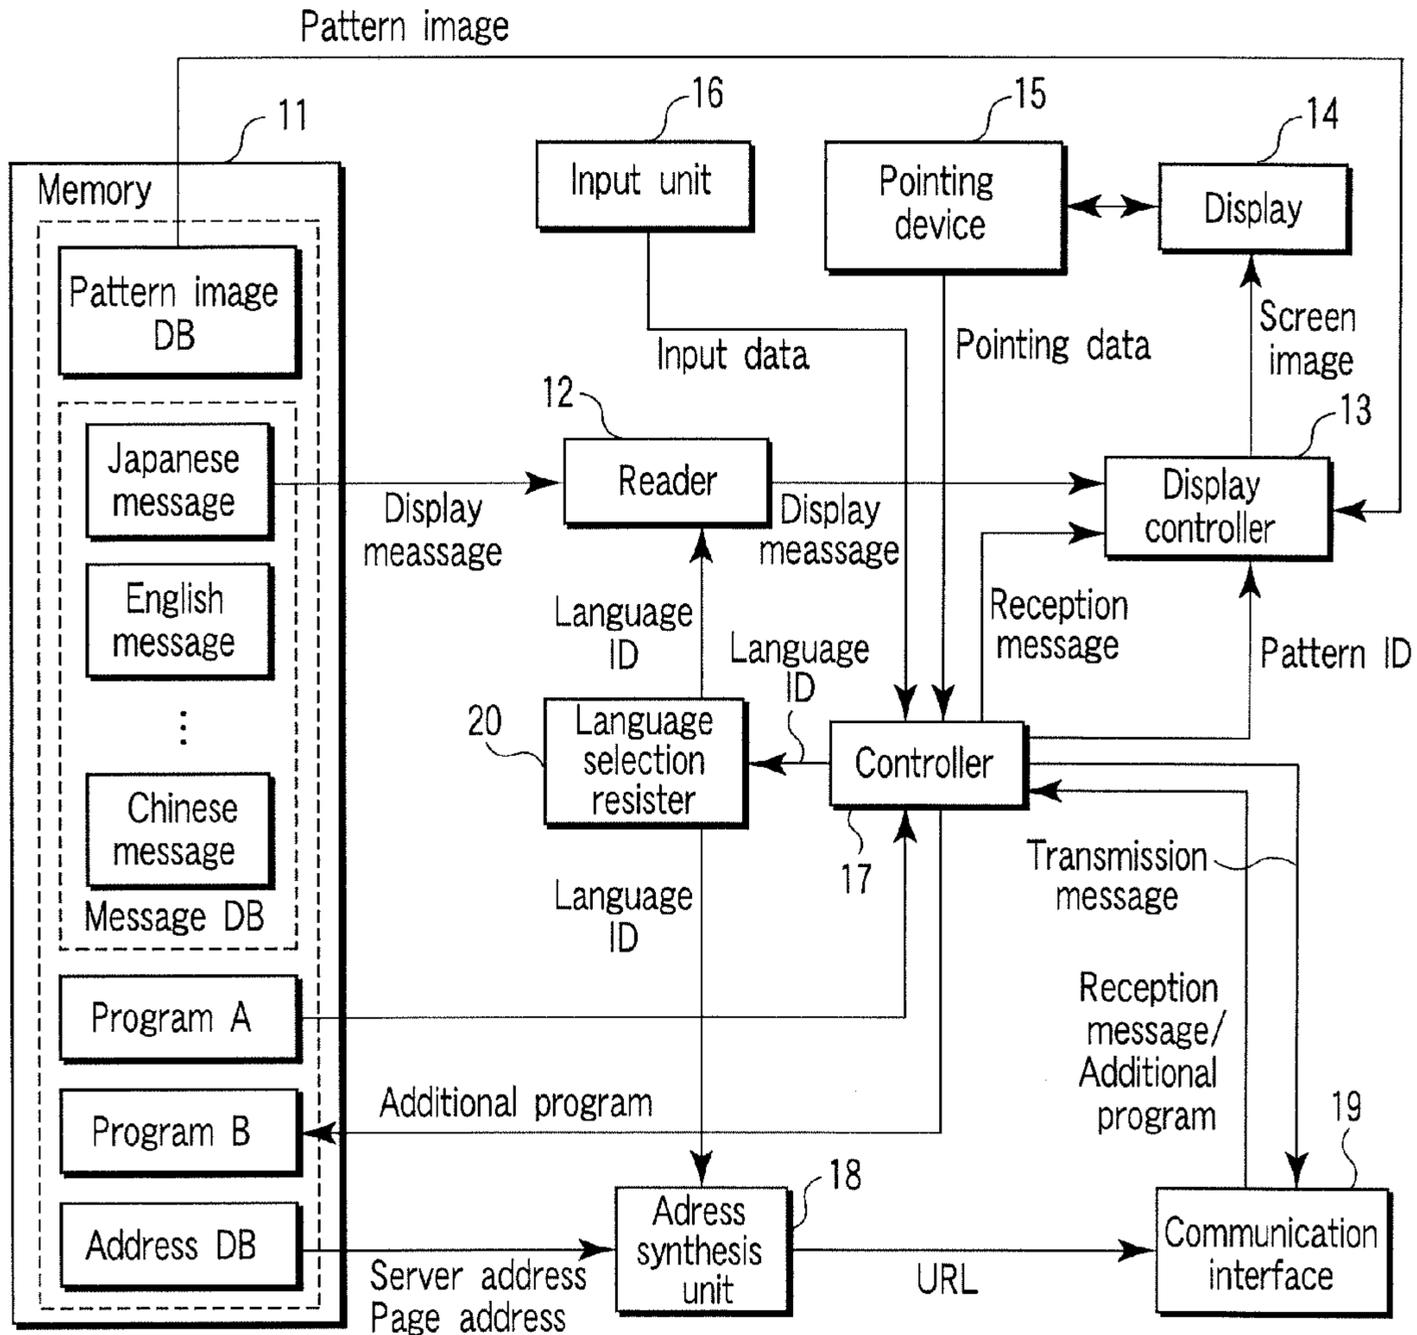 Pattern image
11
16
15
14
Memory
Input unit
Pointing
device
Display
Pattern image
DB
Input data
Pointing data
Screen
image
12
13
Japanese
message
Reader
Display
controller
Display
meassage
Display
meassage
English
message
Language
ID
Language
ID
Reception
message
Pattern ID
⋮
20
Language
selection
resister
Controller
Chinese
message
17
Transmission
message
Message DB
Language
ID
Program A
Reception
message/
Additional
program
Additional program
Program B
19
18
Address DB
Adress
synthesis
unit
Communication
interface
Server address
Page address
URL